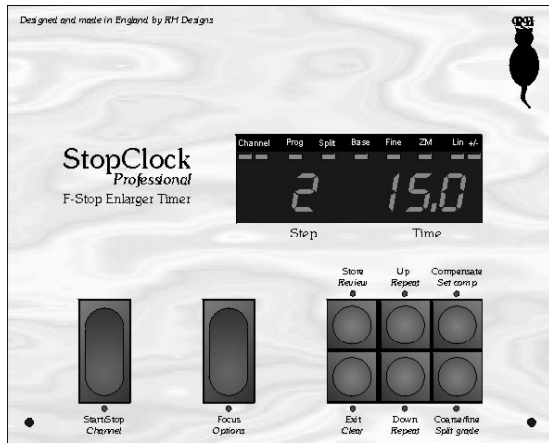 Designed and made in England by RH Designs
StopClock
Professional
F-Stop Enlarger Timer
Channel Prog Split Base Fine ZM Lin +/-
2 15.0
Step Time
Store Up Compensate
Review Repeat Set comp
Start/Stop Focus Exit Down Coarse/fine
Channel Options Clear Repeat Split grade